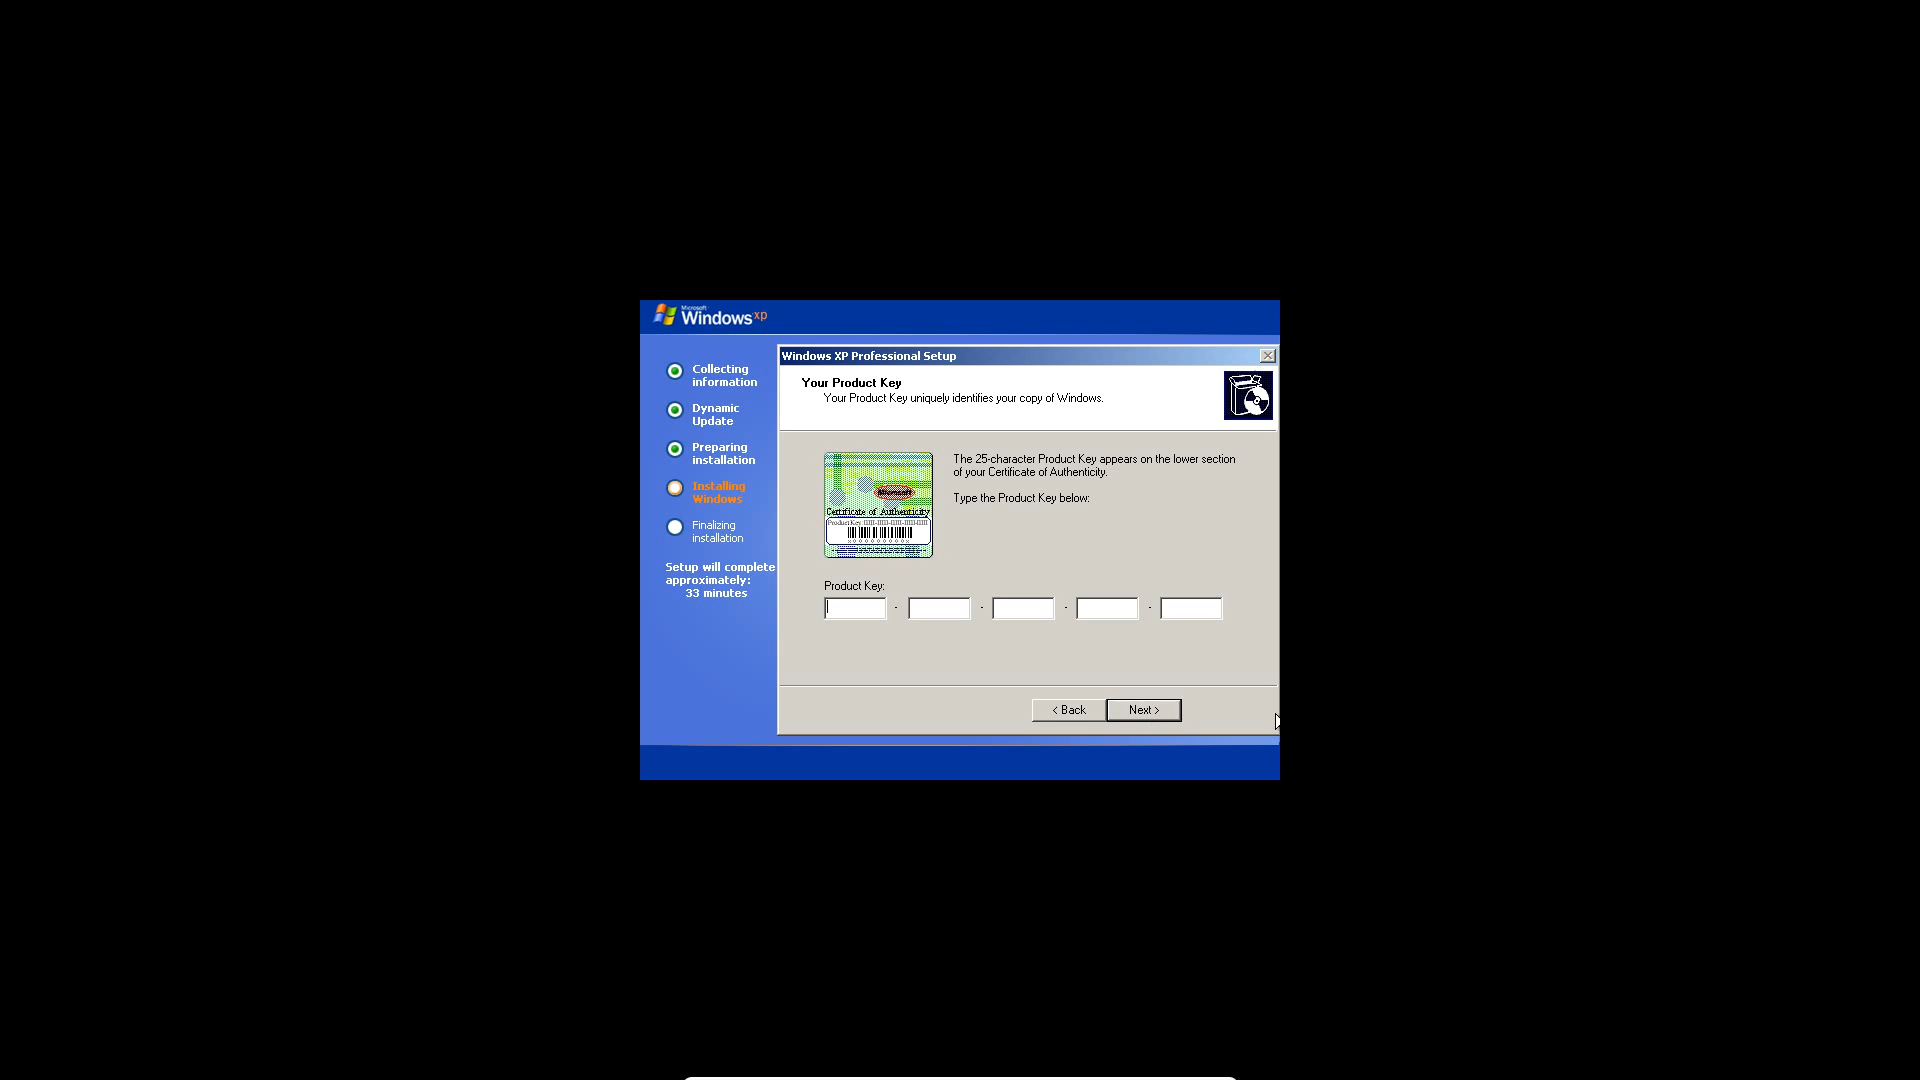 Microsoft
Windows xp
Windows XP Professional Setup
Collecting
information
Dynamic
Update
Preparing
installation
Installing
Windows
Finalizing
installation
Setup will complete
approximately:
33 minutes
Your Product Key
Your Product Key uniquely identifies your copy of Windows.
Microsoft
Certificate of Authenticity
Product Key:
The 25-character Product Key appears on the lower section
of your Certificate of Authenticity.
Type the Product Key below:
Product Key:
- - - -
< Back
Next >